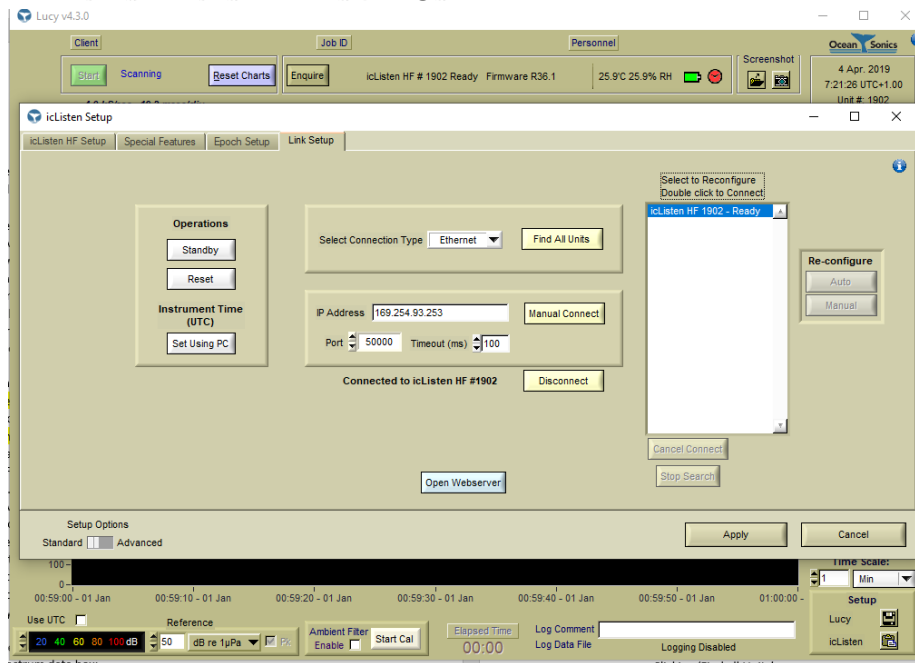 Lucy v4.3.0
Client
Job ID
Personnel
Ocean Sonics
Start
Scanning
Reset Charts
Enquire
icListen HF # 1902 Ready Firmware R36.1
25.9°C 25.9% RH
Screenshot
4 Apr. 2019
7:21:26 UTC+1.00
Unit #: 1902
icListen Setup
icListen HF Setup
Special Features
Epoch Setup
Link Setup
Select to Reconfigure
Double click to Connect
icListen HF 1902 - Ready
Operations
Standby
Reset
Instrument Time
(UTC)
Set Using PC
Select Connection Type
Ethernet
Find All Units
IP Address
169.254.93.253
Manual Connect
Port
50000
Timeout (ms)
100
Connected to icListen HF #1902
Disconnect
Re-configure
Auto
Manual
Cancel Connect
Stop Search
Open Webserver
Setup Options
Standard
Advanced
Apply
Cancel
100
0
00:59:00 - 01 Jan
00:59:10 - 01 Jan
00:59:20 - 01 Jan
00:59:30 - 01 Jan
00:59:40 - 01 Jan
00:59:50 - 01 Jan
01:00:00 -
Time Scale:
1
Min
Use UTC
Reference
20 40 60 80 100 dB
50
dB re 1µPa
Pk
Ambient Filter
Enable
Start Cal
Elapsed Time
00:00
Log Comment
Log Data File
Logging Disabled
Setup
Lucy
icListen